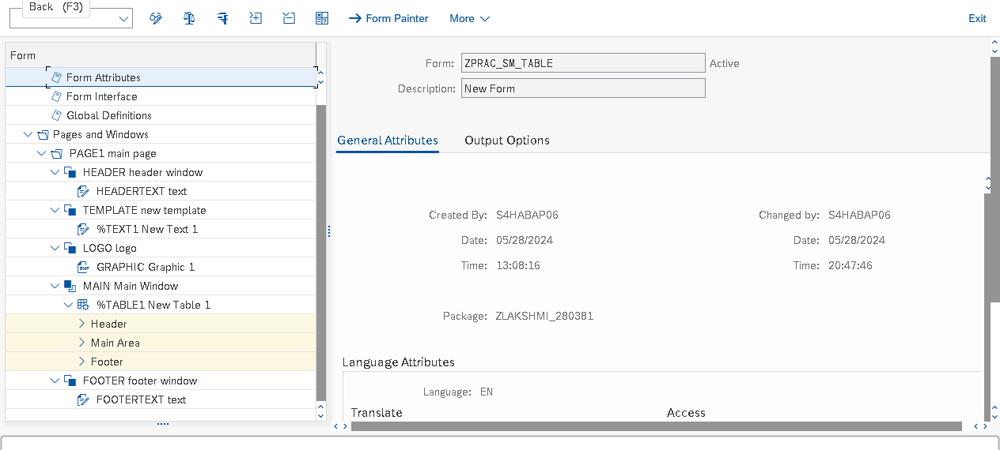 Back (F3)
Form Painter
More
Exit
Form
Form Attributes
Form Interface
Global Definitions
Pages and Windows
PAGE1 main page
HEADER header window
HEADERTEXT text
TEMPLATE new template
%TEXT1 New Text 1
LOGO logo
GRAPHIC Graphic 1
MAIN Main Window
%TABLE1 New Table 1
Header
Main Area
Footer
FOOTER footer window
FOOTERTEXT text
Form: ZPRAC_SM_TABLE Active
Description: New Form
General Attributes Output Options
Created By: S4HABAP06 Changed by: S4HABAP06
Date: 05/28/2024 Date: 05/28/2024
Time: 13:08:16 Time: 20:47:46
Package: ZLAKSHMI_280381
Language Attributes
Language: EN
Translate Access